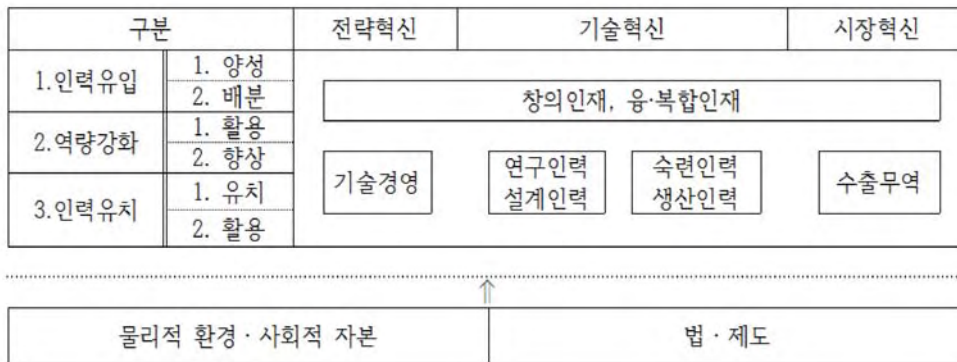 구분 전략혁신 기술혁신 시장혁신
1.인력유입 1. 양성
2. 배분
창의인재, 융·복합인재
2.역량강화 1. 활용
2. 향상
기술경영 연구인력 숙련인력 수출무역
설계인력 생산인력
3.인력유치 1. 유치
2. 활용
⇑
물리적 환경·사회적 자본 법·제도